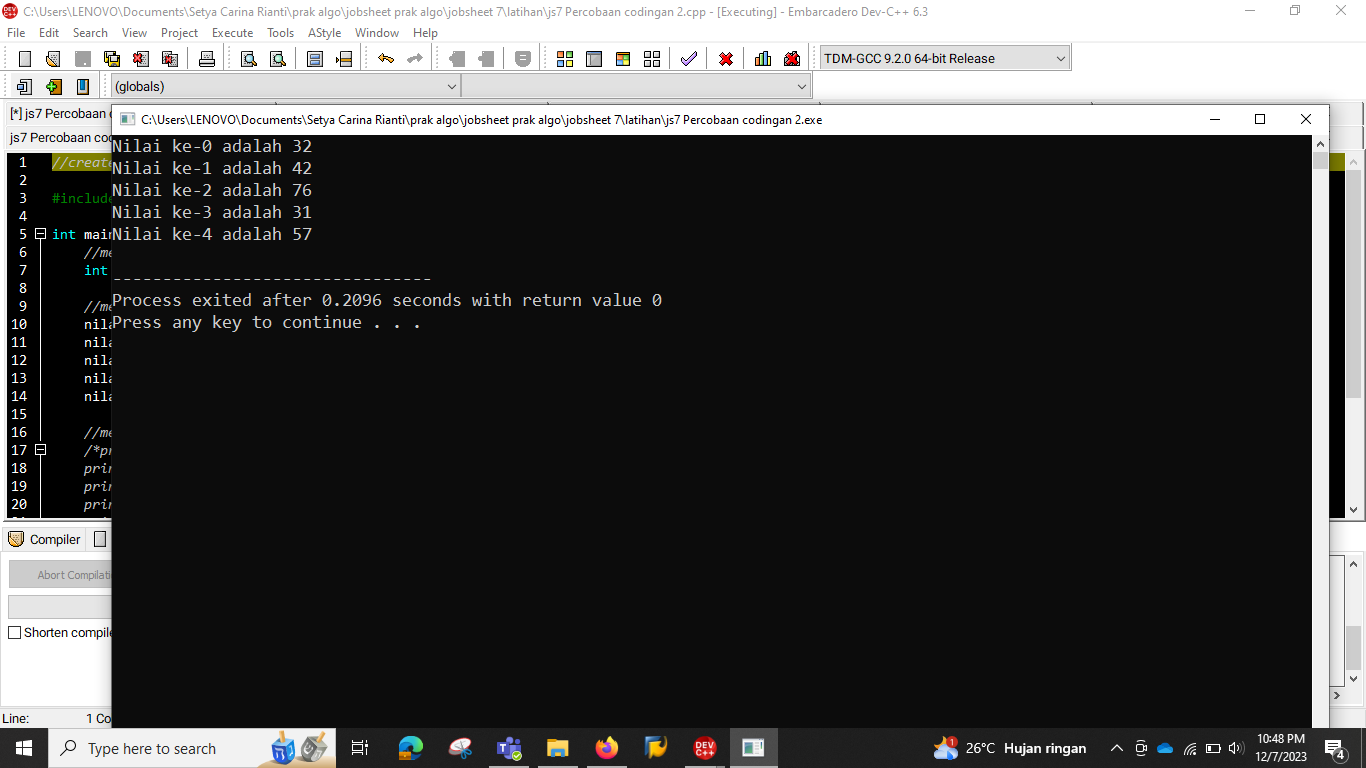 C:\Users\LENOVO\Documents\Setya Carina Rianti\prak algo\jobsheet prak algo\jobsheet 7\latihan\js7 Percobaan codingan 2.cpp - [Executing] - Embarcadero Dev-C++ 6.3
File Edit Search View Project Execute Tools AStyle Window Help
TDM-GCC 9.2.0 64-bit Release
(globals)
[*] js7 Percobaan
C:\Users\LENOVO\Documents\Setya Carina Rianti\prak algo\jobsheet prak algo\jobsheet 7\latihan\js7 Percobaan codingan 2.exe
js7 Percobaan
Nilai ke-0 adalah 32
Nilai ke-1 adalah 42
Nilai ke-2 adalah 76
Nilai ke-3 adalah 31
Nilai ke-4 adalah 57
--------------------------------
Process exited after 0.2096 seconds with return value 0
Press any key to continue . . .
1 //create
2
3 #include
4
5 int main
6 //me
7 int
8
9 //me
10 nila
11 nila
12 nila
13 nila
14 nila
15
16 //me
17 /*pr
18 prin
19 prin
20 prin
Compiler
Abort Compilati
Shorten compile
Line: 1 Co
Type here to search
DEV C++
1
26°C Hujan ringan
10:48 PM
12/7/2023
4